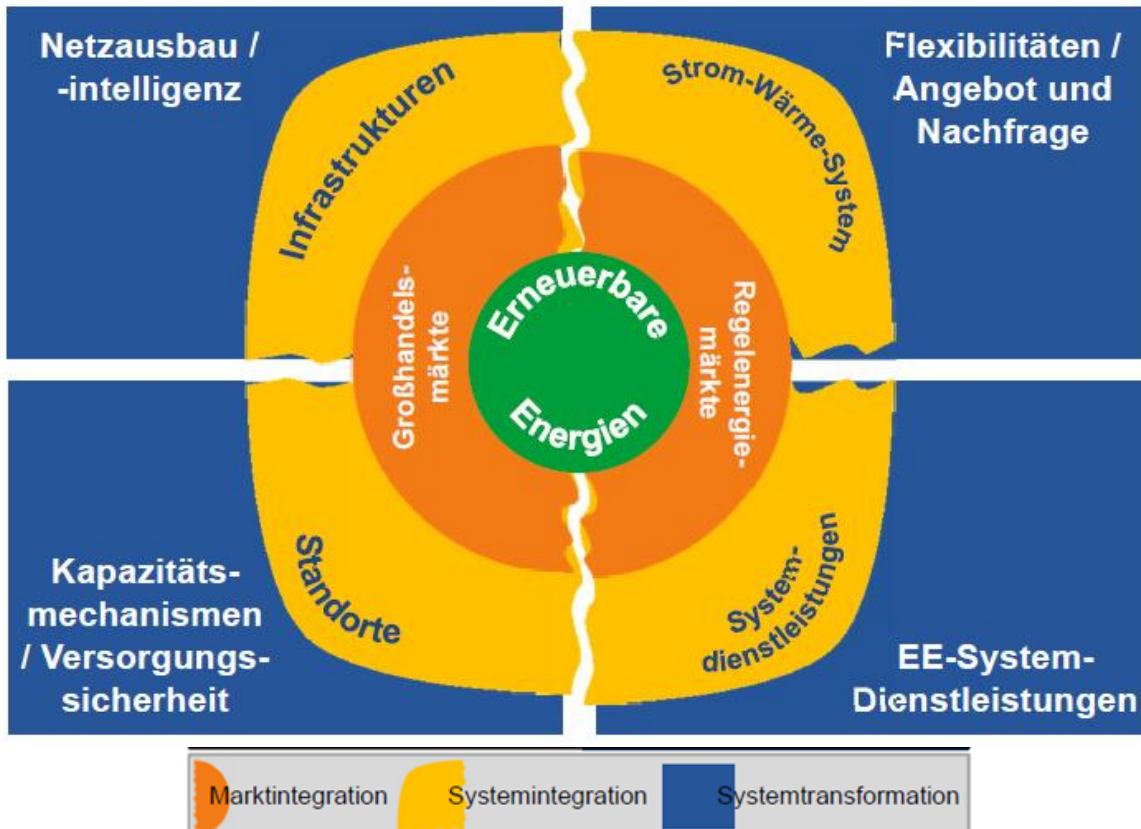 Netzausbau /
-intelligenz
Flexibilitäten /
Angebot und
Nachfrage
Infrastrukturen
Strom-Wärme-System
Großhandels-
märkte
Erneuerbare
Energien
Regelenergie-
märkte
Standorte
System-
dienstleistungen
Kapazitäts-
mechanismen
/ Versorgungs-
sicherheit
EE-System-
Dienstleistungen
Marktintegration
Systemintegration
Systemtransformation